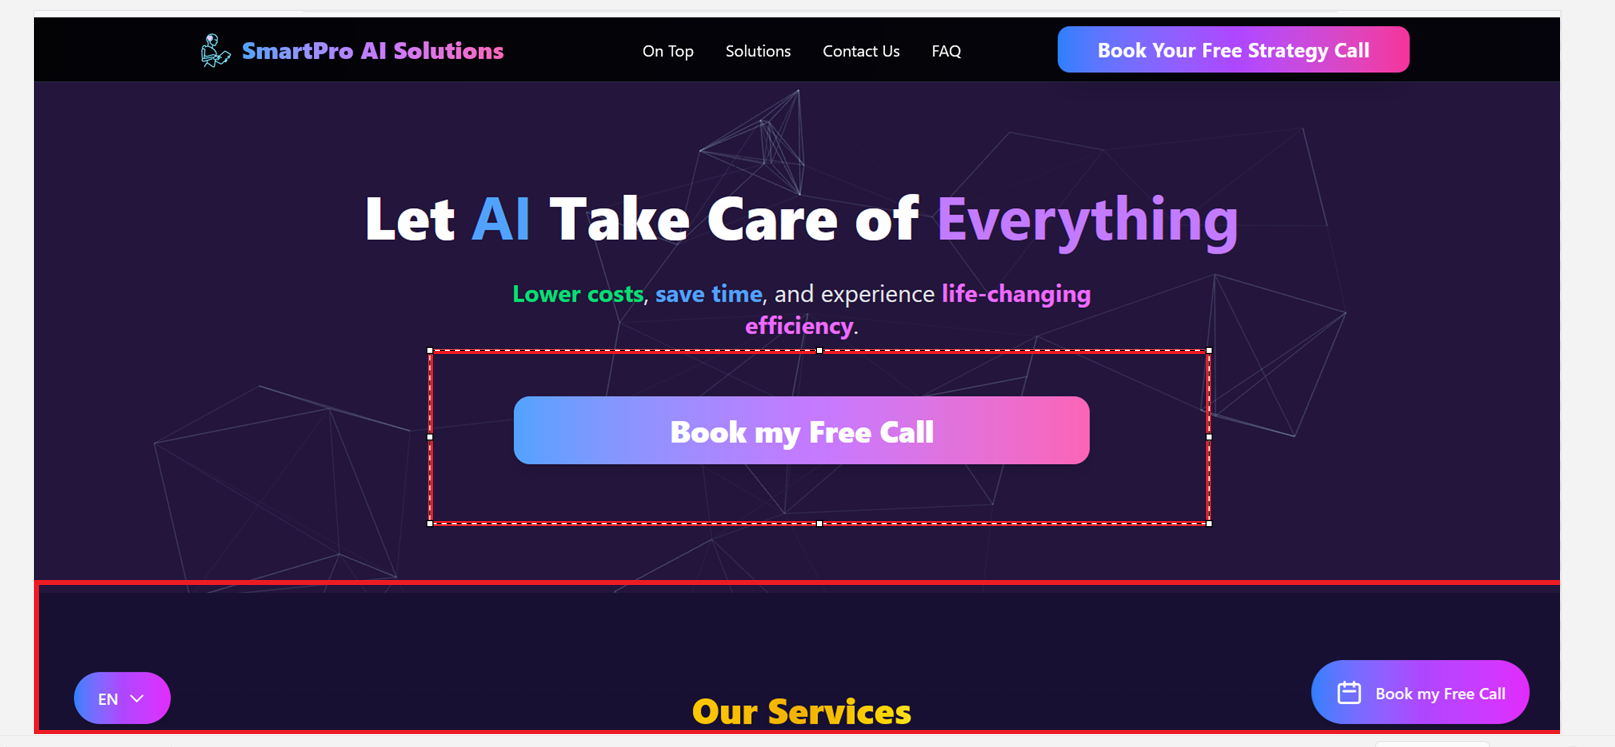 SmartPro AI Solutions
On Top
Solutions
Contact Us
FAQ
Book Your Free Strategy Call
Let AI Take Care of Everything
Lower costs, save time, and experience life-changing
efficiency.
Book my Free Call
EN
Our Services
Book my Free Call